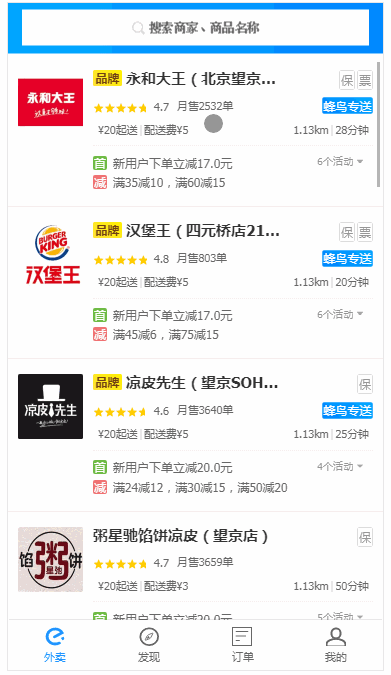 搜索商家、商品名称
永和大王
品牌 永和大王（北京望京... 保 票
4.7 月售2532单 蜂鸟专送
¥20起送 | 配送费¥5 1.13km | 28分钟
首 新用户下单立减17.0元 6个活动
减 满35减10，满60减15
BURGER KING
汉堡王
品牌 汉堡王（四元桥店21... 保 票
4.8 月售803单 蜂鸟专送
¥20起送 | 配送费¥5 1.13km | 20分钟
首 新用户下单立减17.0元 6个活动
减 满45减6，满75减15
凉皮先生
品牌 凉皮先生（望京SOH... 保
4.6 月售3640单 蜂鸟专送
¥20起送 | 配送费¥5 1.13km | 25分钟
首 新用户下单立减20.0元 4个活动
减 满24减12，满30减15，满50减20
馅粥饼
星驰
粥星驰馅饼凉皮（望京店） 保
4.7 月售3659单
¥20起送 | 配送费¥3 1.13km | 50分钟
首 新用户下单立减20.0元 5个活动
外卖 发现 订单 我的